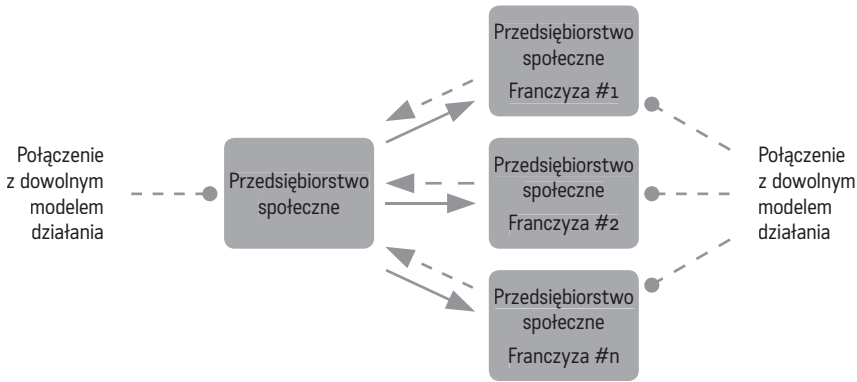 Połączenie
z dowolnym
modelem
działania
Przedsiębiorstwo
społeczne
Przedsiębiorstwo
społeczne
Franczyza #1
Przedsiębiorstwo
społeczne
Franczyza #2
Przedsiębiorstwo
społeczne
Franczyza #n
Połączenie
z dowolnym
modelem
działania